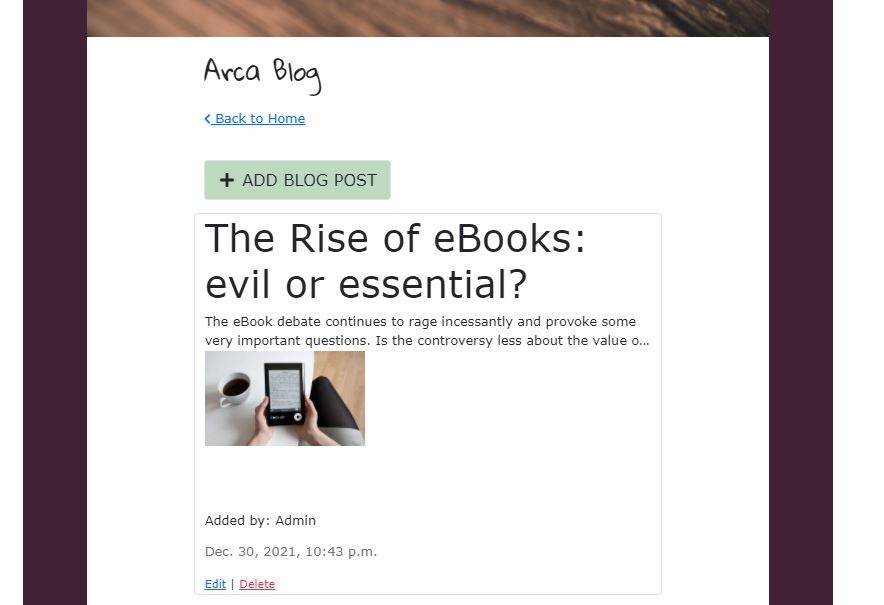 Arca Blog
Back to Home
ADD BLOG POST
The Rise of eBooks:
evil or essential?
The eBook debate continues to rage incessantly and provoke some
very important questions. Is the controversy less about the value o...
Added by: Admin
Dec. 30, 2021, 10:43 p.m.
Edit | Delete